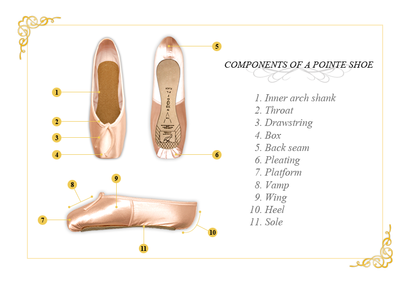 COMPONENTS OF A POINTE SHOE
1. Inner arch shank
2. Throat
3. Drawstring
4. Box
5. Back seam
6. Pleating
7. Platform
8. Vamp
9. Wing
10. Heel
11. Sole
1
2
3
4
5
6
7
8
9
10
11